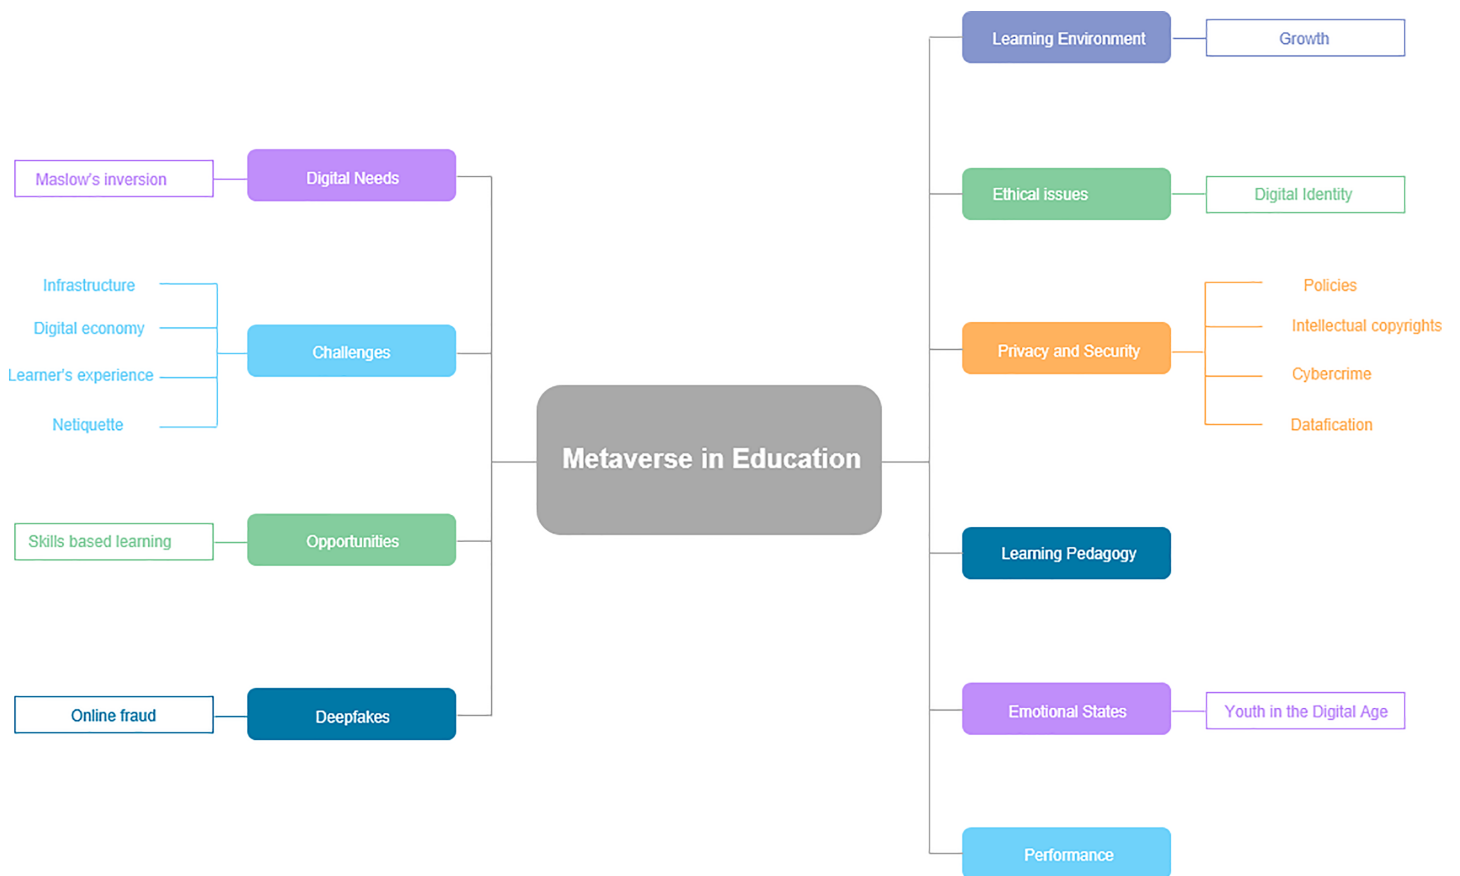 Metaverse in Education
Digital Needs
Maslow's inversion
Challenges
Infrastructure
Digital economy
Learner's experience
Netiquette
Opportunities
Skills based learning
Deepfakes
Online fraud
Learning Environment
Growth
Ethical issues
Digital Identity
Privacy and Security
Policies
Intellectual copyrights
Cybercrime
Datafication
Learning Pedagogy
Emotional States
Youth in the Digital Age
Performance